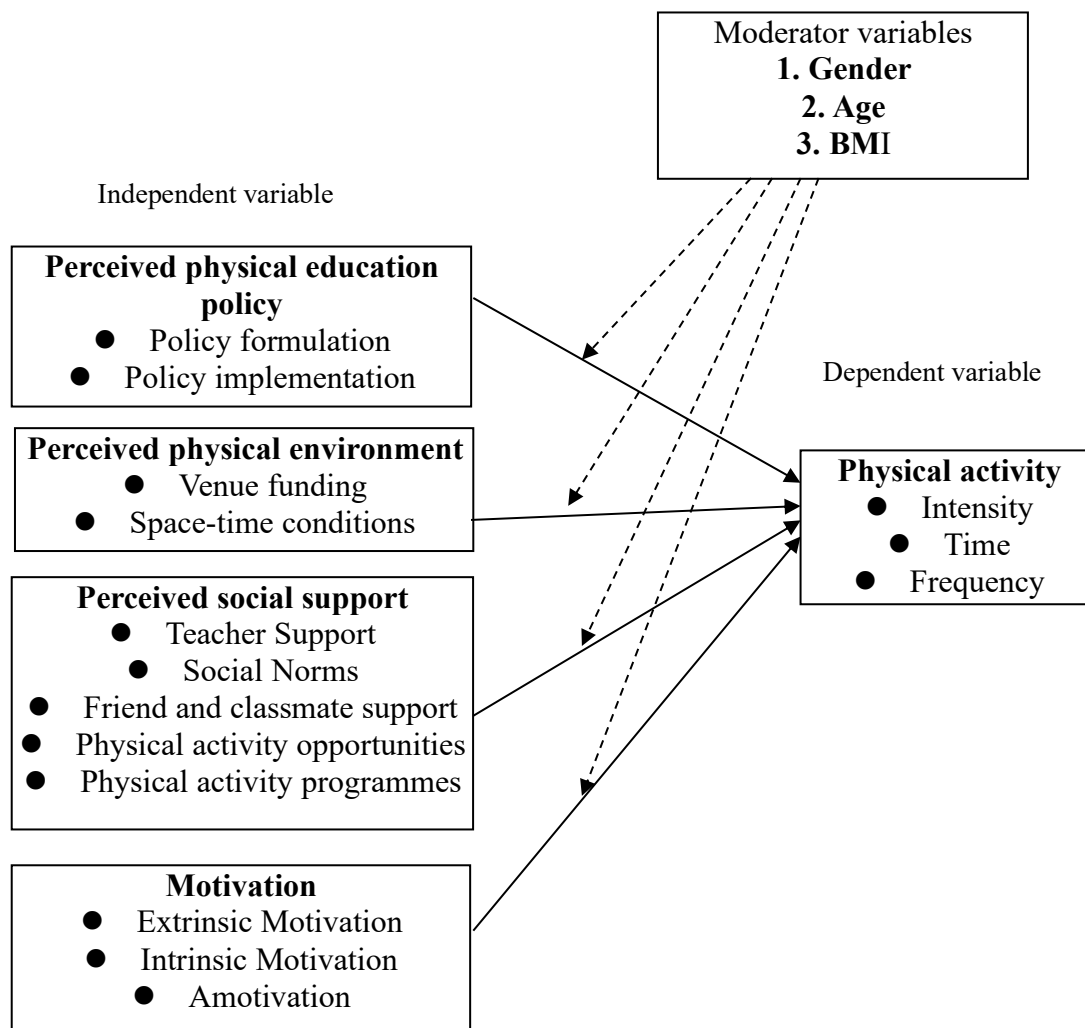 Moderator variables
1. Gender
2. Age
3. BMI
Independent variable
Perceived physical education
policy
● Policy formulation
● Policy implementation
Perceived physical environment
● Venue funding
● Space-time conditions
Perceived social support
● Teacher Support
● Social Norms
● Friend and classmate support
● Physical activity opportunities
● Physical activity programmes
Motivation
● Extrinsic Motivation
● Intrinsic Motivation
● Amotivation
Dependent variable
Physical activity
● Intensity
● Time
● Frequency